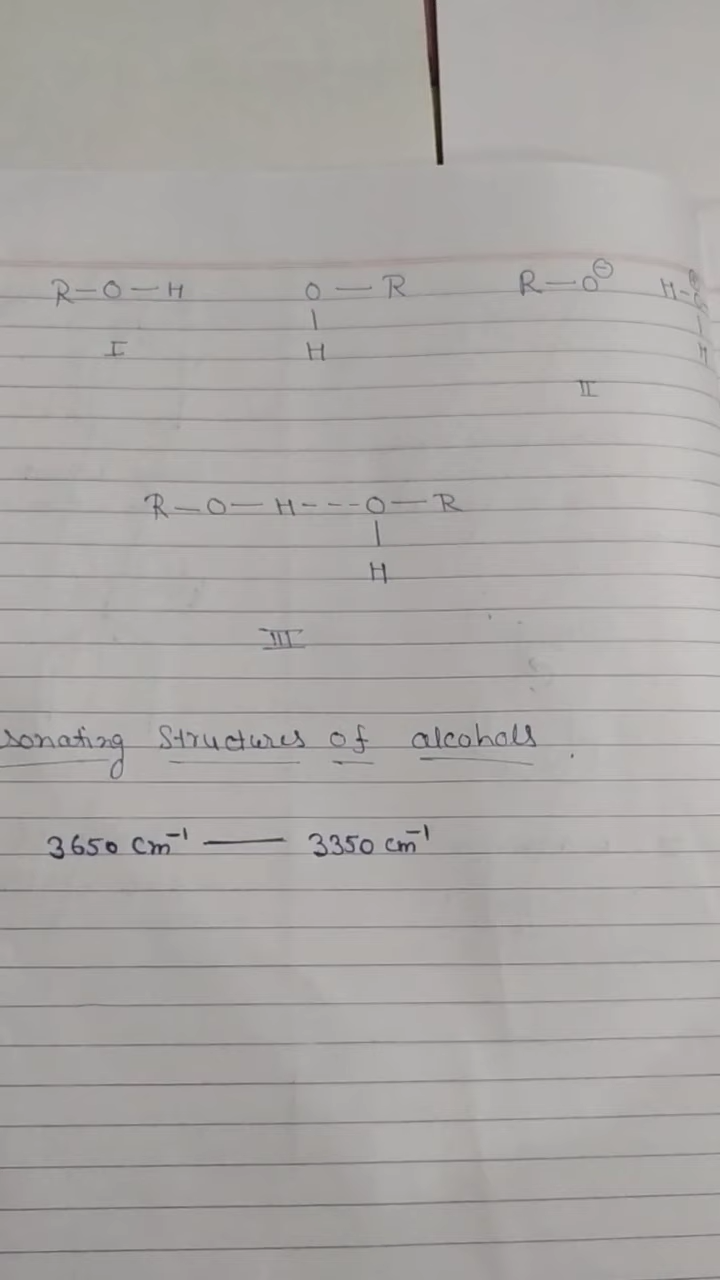 R-O-H O-R R-O⊖ H-O
H H
I
II
R-O-H---O-R
H
III
sonating structures of alcohols.
3650 cm⁻¹ — 3350 cm⁻¹